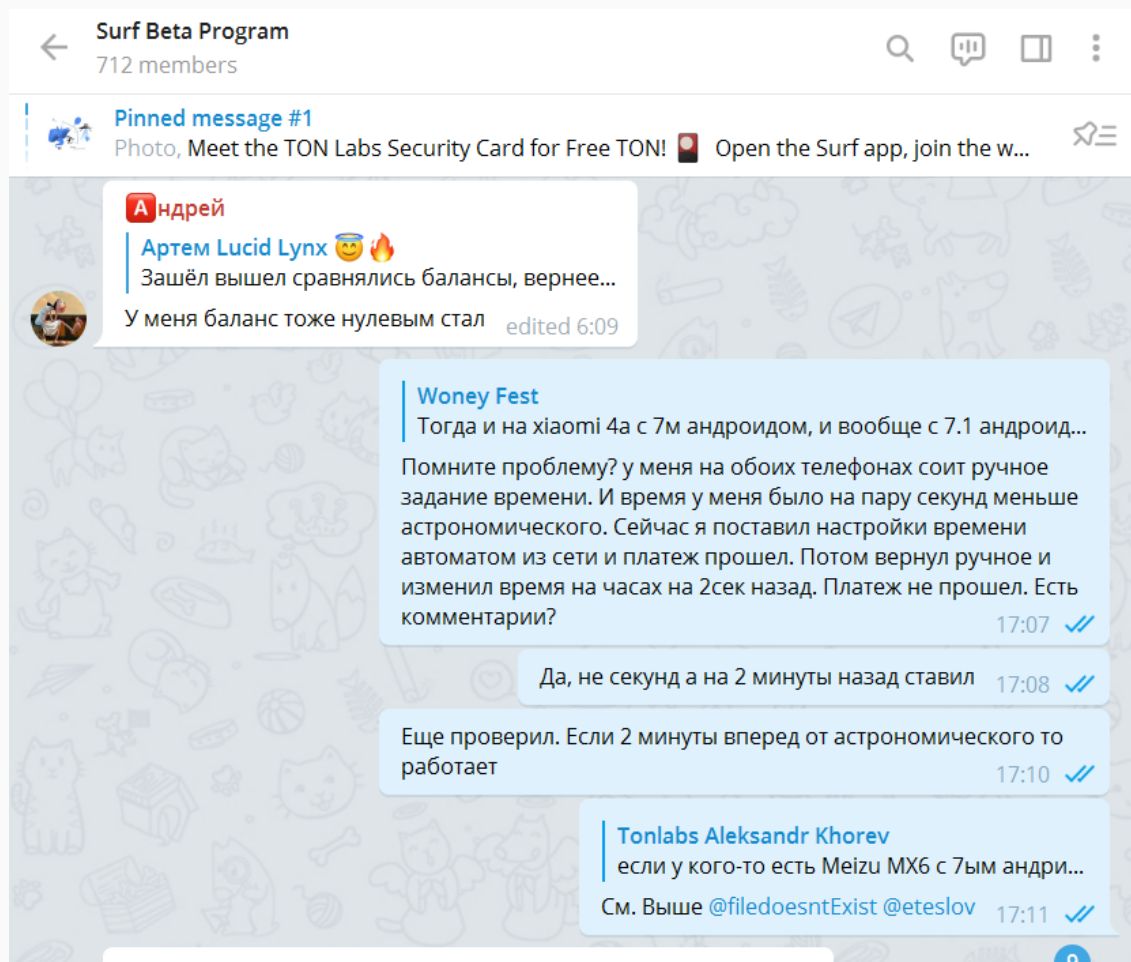 Surf Beta Program
712 members
Pinned message #1
Photo, Meet the TON Labs Security Card for Free TON! 🎴 Open the Surf app, join the w...
🅰ндрей
Артем Lucid Lynx 😇🔥
Зашёл вышел сравнялись балансы, вернее...
У меня баланс тоже нулевым стал edited 6:09
Woney Fest
Тогда и на xiaomi 4a с 7м андроидом, и вообще с 7.1 андроид...
Помните проблему? у меня на обоих телефонах соит ручное
задание времени. И время у меня было на пару секунд меньше
астрономического. Сейчас я поставил настройки времени
автоматом из сети и платеж прошел. Потом вернул ручное и
изменил время на часах на 2сек назад. Платеж не прошел. Есть
комментарии? 17:07
Да, не секунд а на 2 минуты назад ставил 17:08
Еще проверил. Если 2 минуты вперед от астрономического то
работает 17:10
Tonlabs Aleksandr Khorev
если у кого-то есть Meizu MX6 с 7ым андри...
См. Выше @filedoesntExist @eteslov 17:11